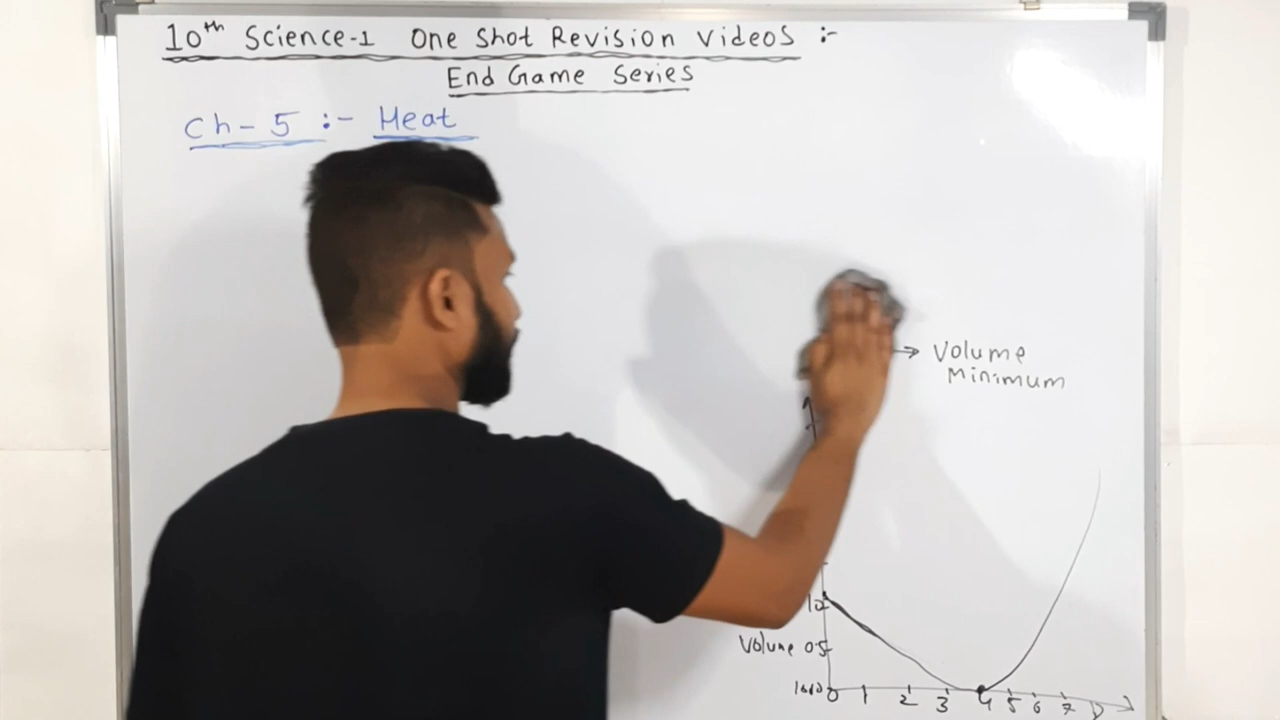 10th Science-1 One Shot Revision Videos :-
End Game Series
Ch-5 :- Heat
→ Volume
Minimum
Volume 0.5
0 1 2 3 4 5 6 7